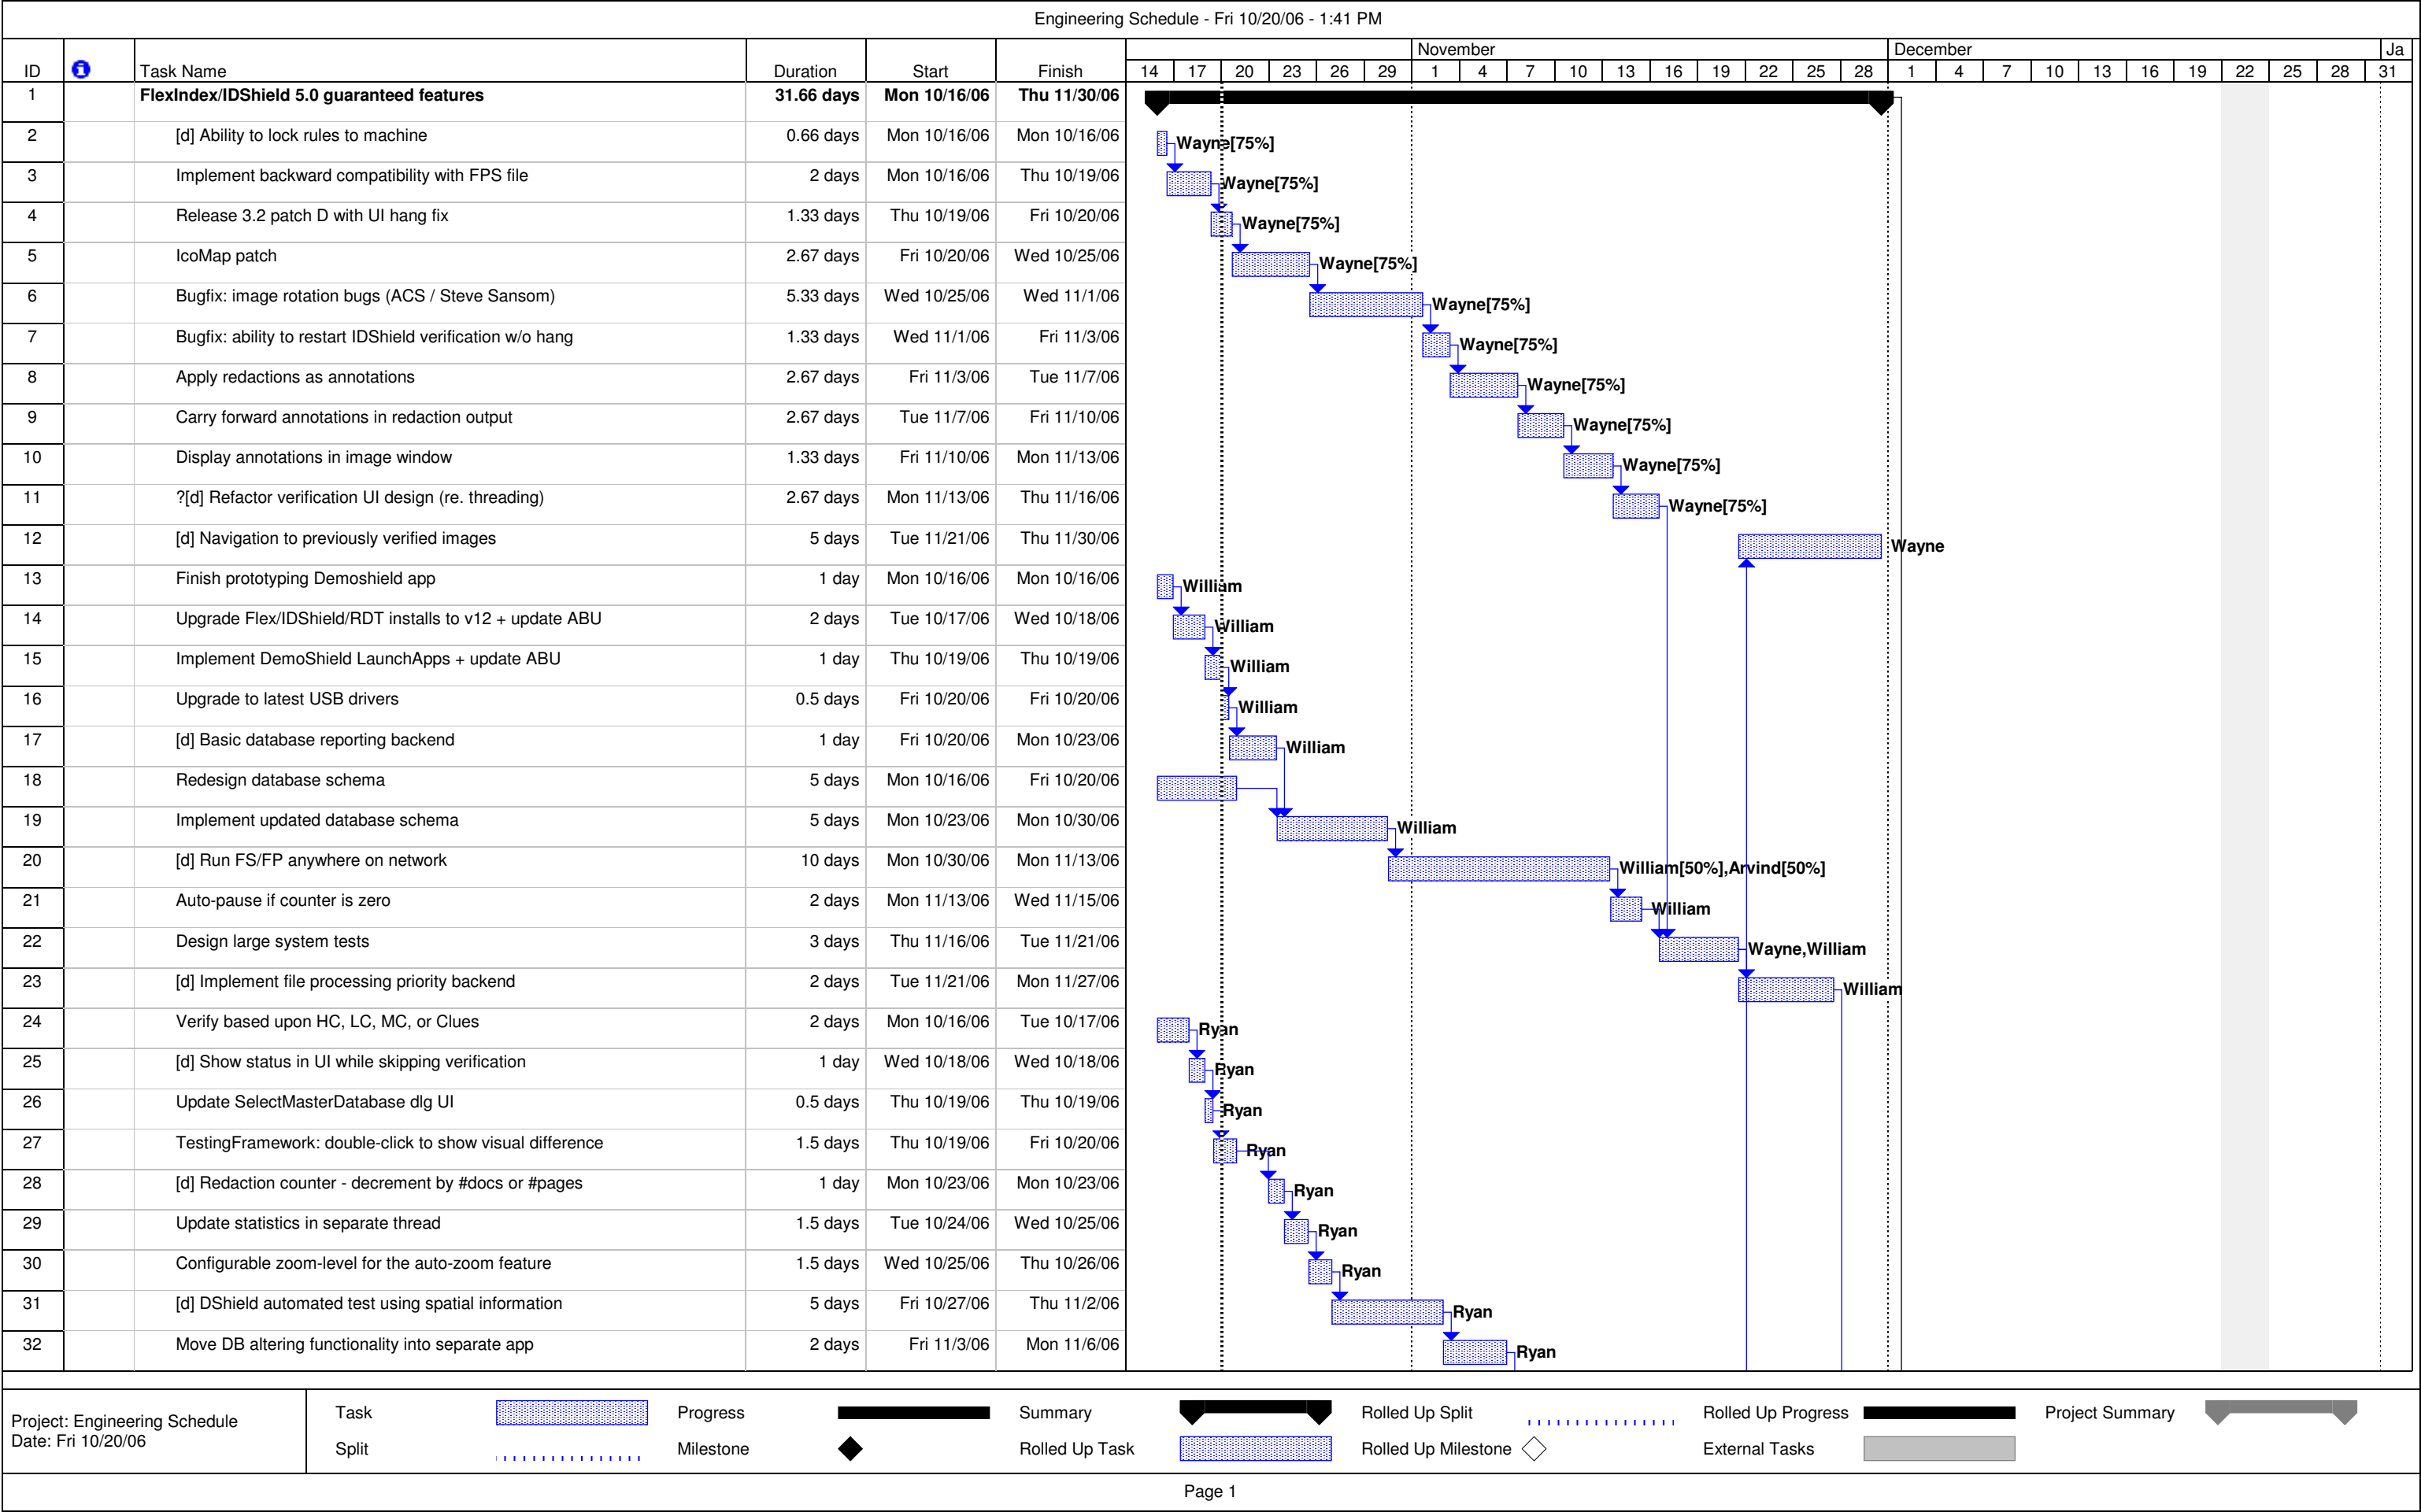 Engineering Schedule - Fri 10/20/06 - 1:41 PM
November December Ja
ID Task Name Duration Start Finish 14 17 20 23 26 29 1 4 7 10 13 16 19 22 25 28 1 4 7 10 13 16 19 22 25 28 31
1 FlexIndex/IDShield 5.0 guaranteed features 31.66 days Mon 10/16/06 Thu 11/30/06
2 [d] Ability to lock rules to machine 0.66 days Mon 10/16/06 Mon 10/16/06 Wayne[75%]
3 Implement backward compatibility with FPS file 2 days Mon 10/16/06 Thu 10/19/06 Wayne[75%]
4 Release 3.2 patch D with UI hang fix 1.33 days Thu 10/19/06 Fri 10/20/06 Wayne[75%]
5 IcoMap patch 2.67 days Fri 10/20/06 Wed 10/25/06 Wayne[75%]
6 Bugfix: image rotation bugs (ACS / Steve Sansom) 5.33 days Wed 10/25/06 Wed 11/1/06 Wayne[75%]
7 Bugfix: ability to restart IDShield verification w/o hang 1.33 days Wed 11/1/06 Fri 11/3/06 Wayne[75%]
8 Apply redactions as annotations 2.67 days Fri 11/3/06 Tue 11/7/06 Wayne[75%]
9 Carry forward annotations in redaction output 2.67 days Tue 11/7/06 Fri 11/10/06 Wayne[75%]
10 Display annotations in image window 1.33 days Fri 11/10/06 Mon 11/13/06 Wayne[75%]
11 ?[d] Refactor verification UI design (re. threading) 2.67 days Mon 11/13/06 Thu 11/16/06 Wayne[75%]
12 [d] Navigation to previously verified images 5 days Tue 11/21/06 Thu 11/30/06 Wayne
13 Finish prototyping Demoshield app 1 day Mon 10/16/06 Mon 10/16/06 William
14 Upgrade Flex/IDShield/RDT installs to v12 + update ABU 2 days Tue 10/17/06 Wed 10/18/06 William
15 Implement DemoShield LaunchApps + update ABU 1 day Thu 10/19/06 Thu 10/19/06 William
16 Upgrade to latest USB drivers 0.5 days Fri 10/20/06 Fri 10/20/06 William
17 [d] Basic database reporting backend 1 day Fri 10/20/06 Mon 10/23/06 William
18 Redesign database schema 5 days Mon 10/16/06 Fri 10/20/06
19 Implement updated database schema 5 days Mon 10/23/06 Mon 10/30/06 William
20 [d] Run FS/FP anywhere on network 10 days Mon 10/30/06 Mon 11/13/06 William[50%],Arvind[50%]
21 Auto-pause if counter is zero 2 days Mon 11/13/06 Wed 11/15/06 William
22 Design large system tests 3 days Thu 11/16/06 Tue 11/21/06 Wayne,William
23 [d] Implement file processing priority backend 2 days Tue 11/21/06 Mon 11/27/06 William
24 Verify based upon HC, LC, MC, or Clues 2 days Mon 10/16/06 Tue 10/17/06 Ryan
25 [d] Show status in UI while skipping verification 1 day Wed 10/18/06 Wed 10/18/06 Ryan
26 Update SelectMasterDatabase dlg UI 0.5 days Thu 10/19/06 Thu 10/19/06 Ryan
27 TestingFramework: double-click to show visual difference 1.5 days Thu 10/19/06 Fri 10/20/06 Ryan
28 [d] Redaction counter - decrement by #docs or #pages 1 day Mon 10/23/06 Mon 10/23/06 Ryan
29 Update statistics in separate thread 1.5 days Tue 10/24/06 Wed 10/25/06 Ryan
30 Configurable zoom-level for the auto-zoom feature 1.5 days Wed 10/25/06 Thu 10/26/06 Ryan
31 [d] DShield automated test using spatial information 5 days Fri 10/27/06 Thu 11/2/06 Ryan
32 Move DB altering functionality into separate app 2 days Fri 11/3/06 Mon 11/6/06 Ryan
Project: Engineering Schedule
Date: Fri 10/20/06
Task Progress Summary Rolled Up Split Rolled Up Progress Project Summary
Split Milestone Rolled Up Task Rolled Up Milestone External Tasks
Page 1